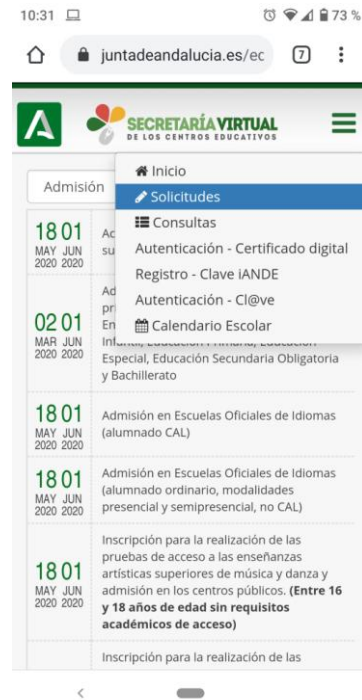 10:31
73 %
juntadeandalucia.es/ec
7
A
SECRETARÍA VIRTUAL
DE LOS CENTROS EDUCATIVOS
Admisión
Inicio
Solicitudes
Consultas
Autenticación - Certificado digital
Registro - Clave iANDE
Autenticación - Cl@ve
Calendario Escolar
18 01
MAY JUN
2020 2020
Ac
su
02 01
MAR JUN
2020 2020
Ad
pr
En
Infantil, Educación Primaria, Educación
Especial, Educación Secundaria Obligatoria
y Bachillerato
18 01
MAY JUN
2020 2020
Admisión en Escuelas Oficiales de Idiomas
(alumnado CAL)
18 01
MAY JUN
2020 2020
Admisión en Escuelas Oficiales de Idiomas
(alumnado ordinario, modalidades
presencial y semipresencial, no CAL)
18 01
MAY JUN
2020 2020
Inscripción para la realización de las
pruebas de acceso a las enseñanzas
artísticas superiores de música y danza y
admisión en los centros públicos. (Entre 16
y 18 años de edad sin requisitos
académicos de acceso)
Inscripción para la realización de las